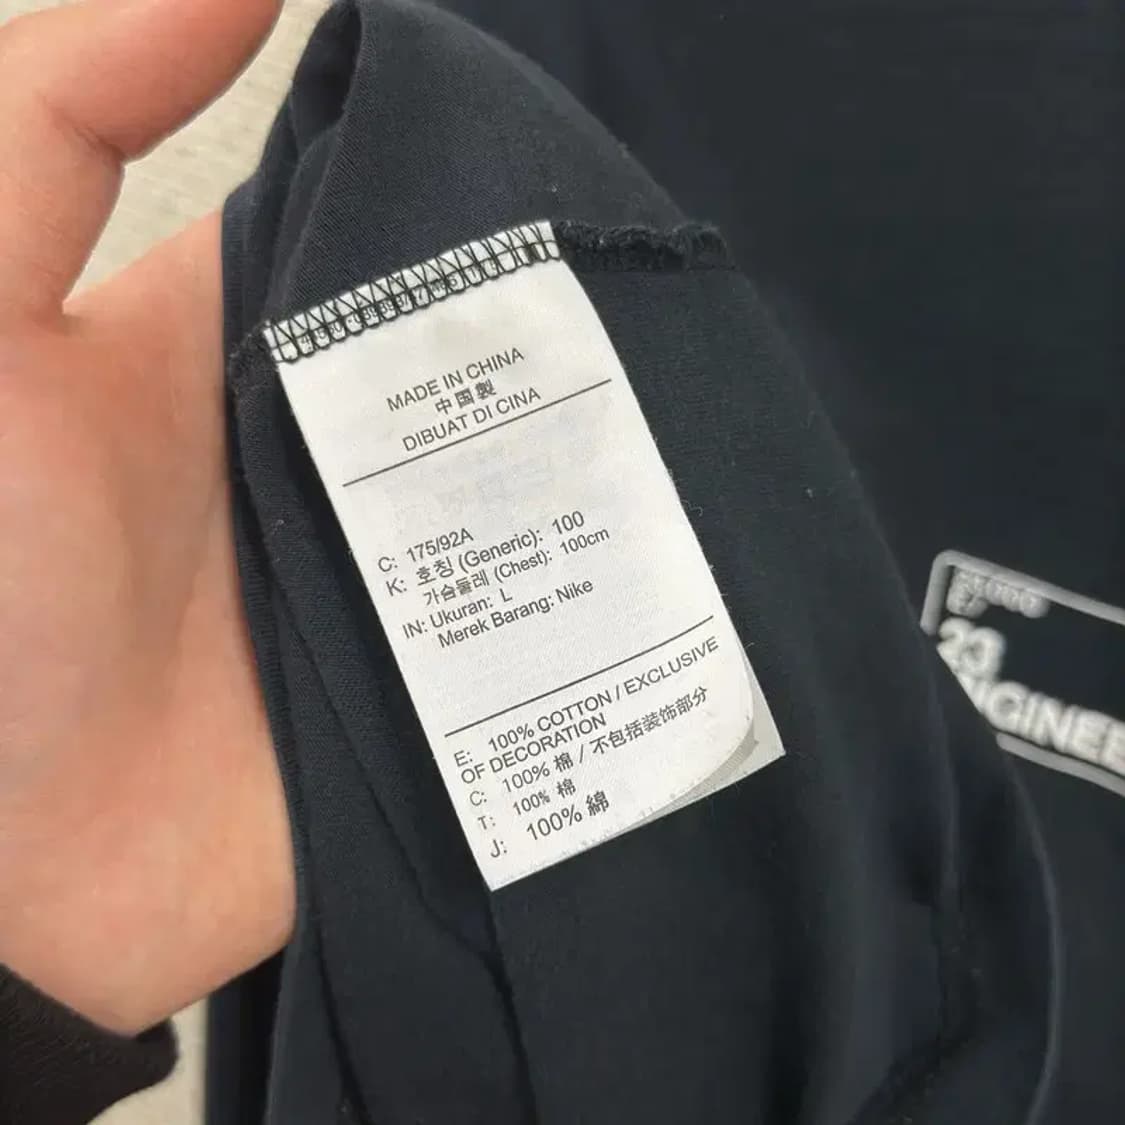 MADE IN CHINA
中国製
DIBUAT DI CINA
C: 175/92A
K: 호칭 (Generic): 100
가슴둘레 (Chest): 100cm
IN: Ukuran: L
Merek Barang: Nike
E: 100% COTTON / EXCLUSIVE
OF DECORATION
C: 100% 棉 / 不包括装饰部分
T: 100% 棉
J: 100% 綿
23